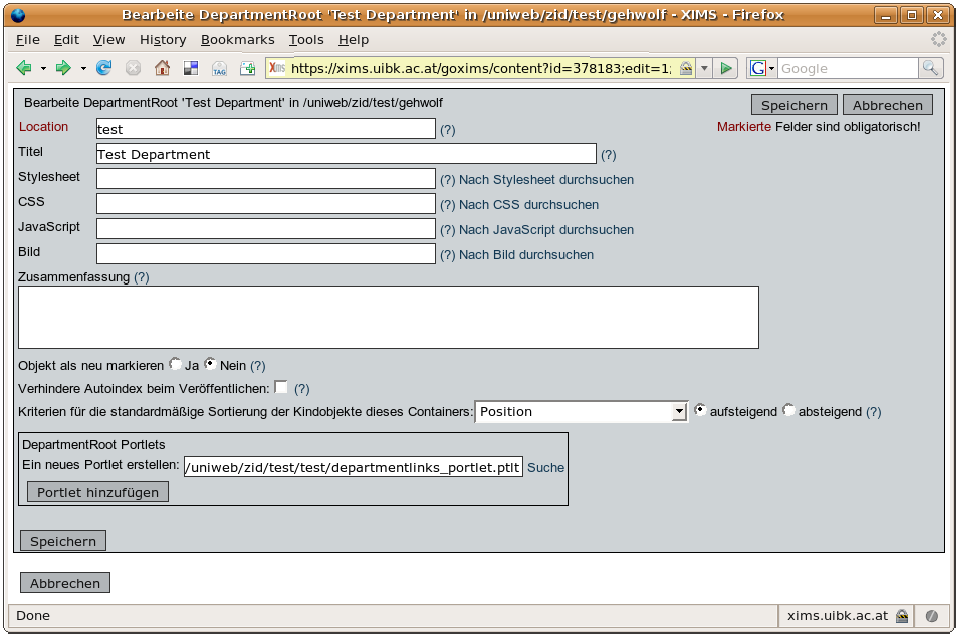 Bearbeite DepartmentRoot 'Test Department' in /uniweb/zid/test/gehwolf - XIMS - Firefox
File Edit View History Bookmarks Tools Help
TAG Xims https://xims.uibk.ac.at/goxims/content?id=378183;edit=1; G Google
Bearbeite DepartmentRoot 'Test Department' in /uniweb/zid/test/gehwolf Speichern Abbrechen
Location test (?) Markierte Felder sind obligatorisch!
Titel Test Department (?)
Stylesheet (?) Nach Stylesheet durchsuchen
CSS (?) Nach CSS durchsuchen
JavaScript (?) Nach JavaScript durchsuchen
Bild (?) Nach Bild durchsuchen
Zusammenfassung (?)
Objekt als neu markieren Ja Nein (?)
Verhindere Autoindex beim Veröffentlichen: (?)
Kriterien für die standardmäßige Sortierung der Kindobjekte dieses Containers: Position aufsteigend absteigend (?)
DepartmentRoot Portlets
Ein neues Portlet erstellen: /uniweb/zid/test/test/departmentlinks_portlet.ptlt Suche
Portlet hinzufügen
Speichern
Abbrechen
Done xims.uibk.ac.at